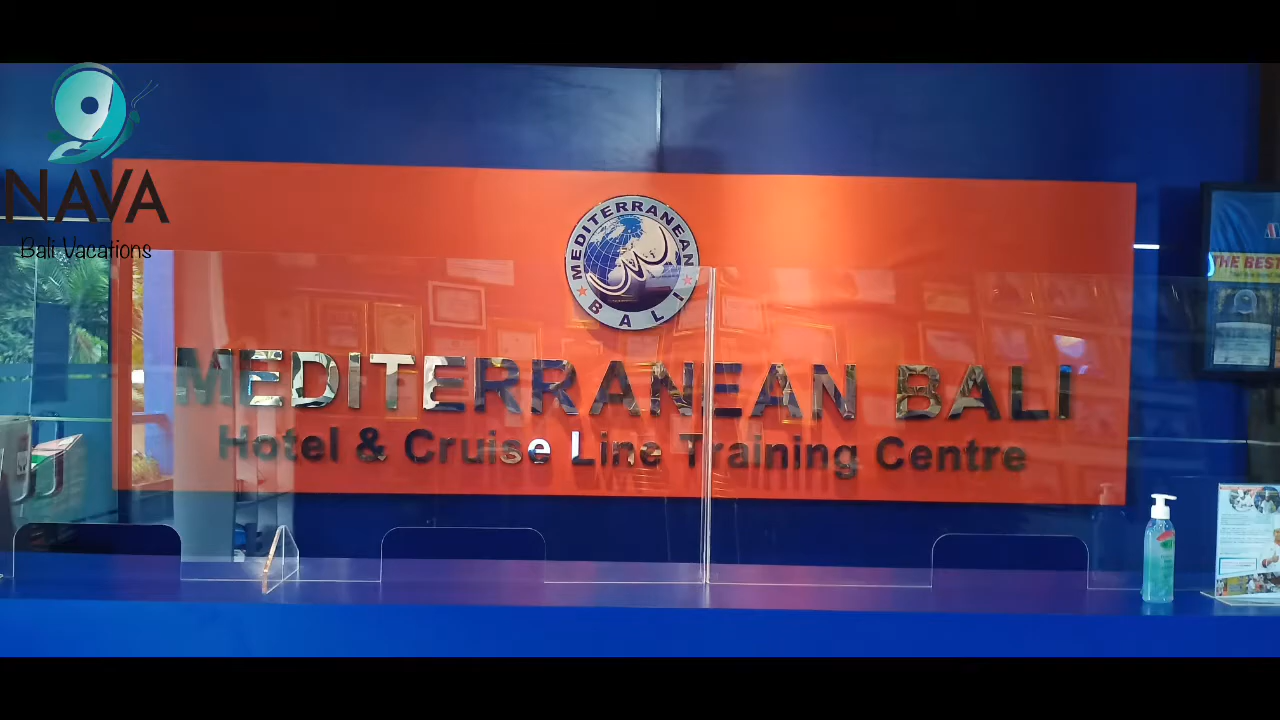 NAVA
Bali Vacations
MEDITERRANEAN
BALI
MEDITERRANEAN BALI
Hotel & Cruise Line Training Centre
THE BEST